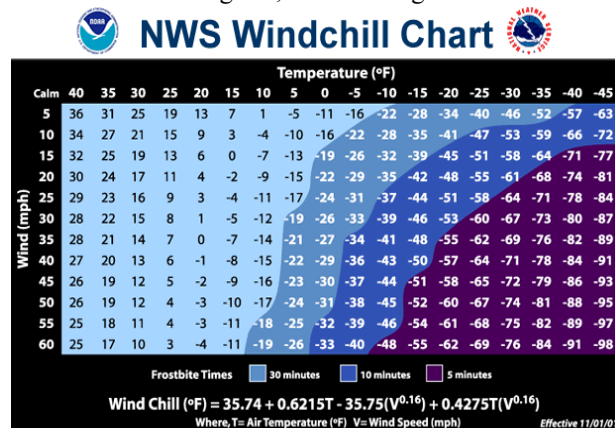 NOAA
NWS Windchill Chart
Temperature (°F)
Calm 40 35 30 25 20 15 10 5 0 -5 -10 -15 -20 -25 -30 -35 -40 -45
Wind (mph)
5 36 31 25 19 13 7 1 -5 -11 -16 -22 -28 -34 -40 -46 -52 -57 -63
10 34 27 21 15 9 3 -4 -10 -16 -22 -28 -35 -41 -47 -53 -59 -66 -72
15 32 25 19 13 6 0 -7 -13 -19 -26 -32 -39 -45 -51 -58 -64 -71 -77
20 30 24 17 11 4 -2 -9 -15 -22 -29 -35 -42 -48 -55 -61 -68 -74 -81
25 29 23 16 9 3 -4 -11 -17 -24 -31 -37 -44 -51 -58 -64 -71 -78 -84
30 28 22 15 8 1 -5 -12 -19 -26 -33 -39 -46 -53 -60 -67 -73 -80 -87
35 28 21 14 7 0 -7 -14 -21 -27 -34 -41 -48 -55 -62 -69 -76 -82 -89
40 27 20 13 6 -1 -8 -15 -22 -29 -36 -43 -50 -57 -64 -71 -78 -84 -91
45 26 19 12 5 -2 -9 -16 -23 -30 -37 -44 -51 -58 -65 -72 -79 -86 -93
50 26 19 12 4 -3 -10 -17 -24 -31 -38 -45 -52 -60 -67 -74 -81 -88 -95
55 25 18 11 4 -3 -11 -18 -25 -32 -39 -46 -54 -61 -68 -75 -82 -89 -97
60 25 17 10 3 -4 -11 -19 -26 -33 -40 -48 -55 -62 -69 -76 -84 -91 -98
Frostbite Times 30 minutes 10 minutes 5 minutes
Wind Chill (°F) = 35.74 + 0.6215T - 35.75(V0.16) + 0.4275T(V0.16)
Where, T= Air Temperature (°F) V= Wind Speed (mph) Effective 11/01/0